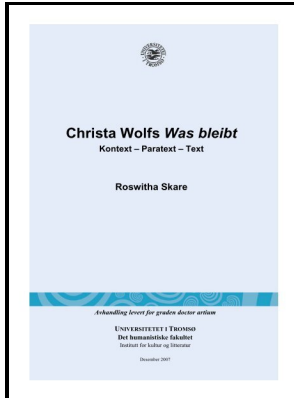 Christa Wolfs Was bleibt
Kontext – Paratext – Text
Roswitha Skare
Avhandling levert for graden doctor artium
UNIVERSITETET I TROMSØ
Det humanistiske fakultet
Institutt for kultur og litteratur
Desember 2007